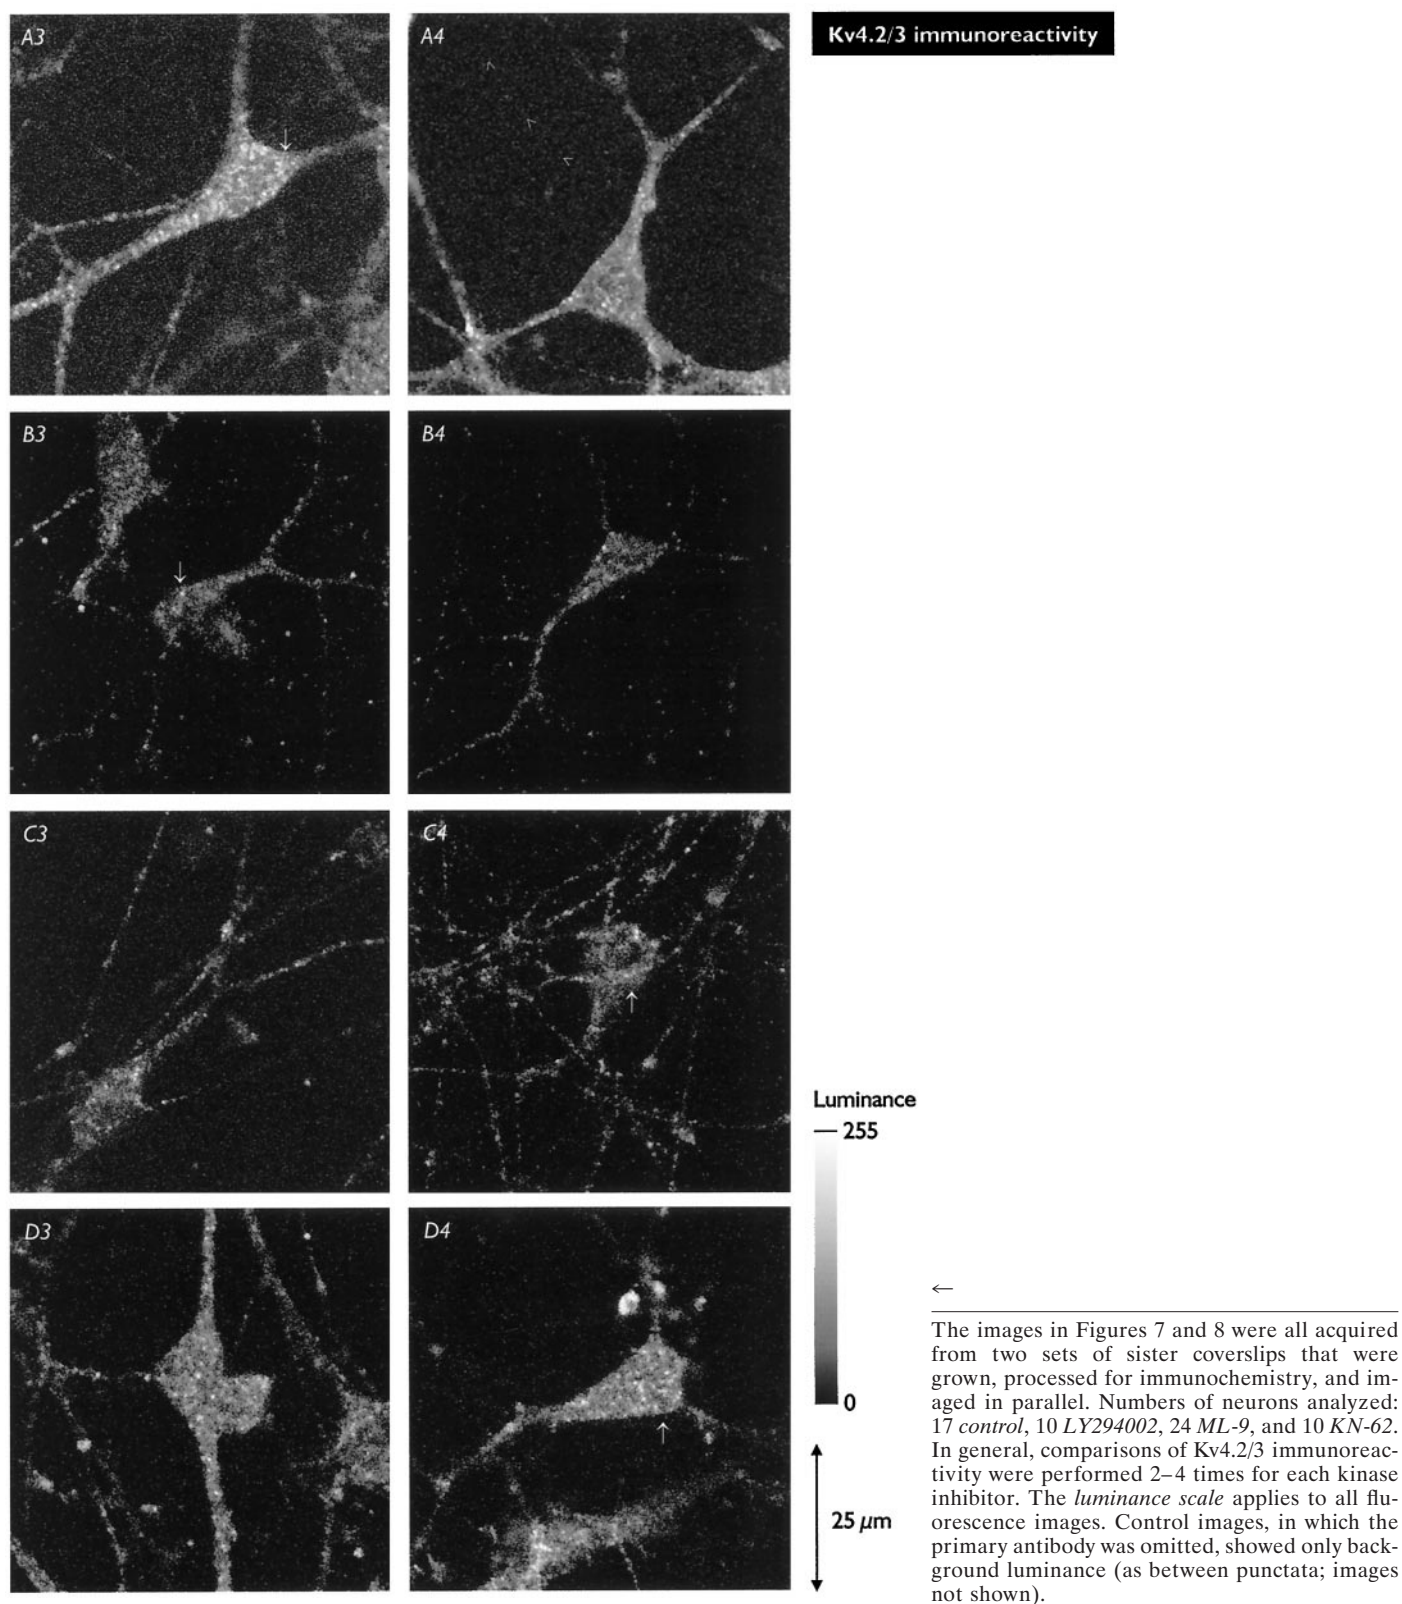 A3
A4
Kv4.2/3 immunoreactivity
B3
B4
C3
C4
Luminance
255
D3
D4
0
25 µm
←
The images in Figures 7 and 8 were all acquired
from two sets of sister coverslips that were
grown, processed for immunochemistry, and im-
aged in parallel. Numbers of neurons analyzed:
17 control, 10 LY294002, 24 ML-9, and 10 KN-62.
In general, comparisons of Kv4.2/3 immunoreac-
tivity were performed 2–4 times for each kinase
inhibitor. The luminance scale applies to all flu-
orescence images. Control images, in which the
primary antibody was omitted, showed only back-
ground luminance (as between punctata; images
not shown).